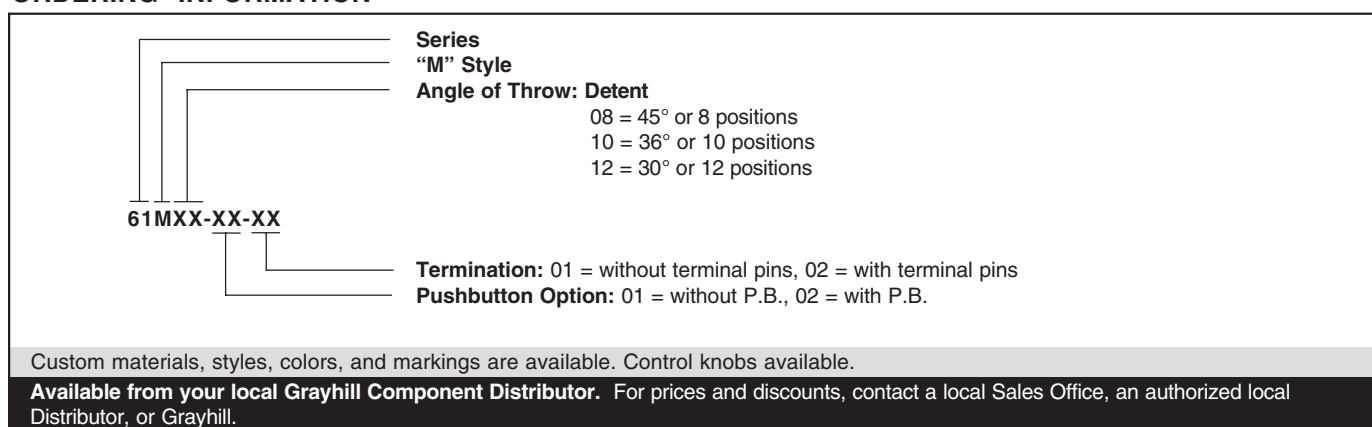 ORDERING INFORMATION
Series
“M” Style
Angle of Throw: Detent
08 = 45° or 8 positions
10 = 36° or 10 positions
12 = 30° or 12 positions
61MXX-XX-XX
Termination: 01 = without terminal pins, 02 = with terminal pins
Pushbutton Option: 01 = without P.B., 02 = with P.B.
Custom materials, styles, colors, and markings are available. Control knobs available.
Available from your local Grayhill Component Distributor. For prices and discounts, contact a local Sales Office, an authorized local
Distributor, or Grayhill.